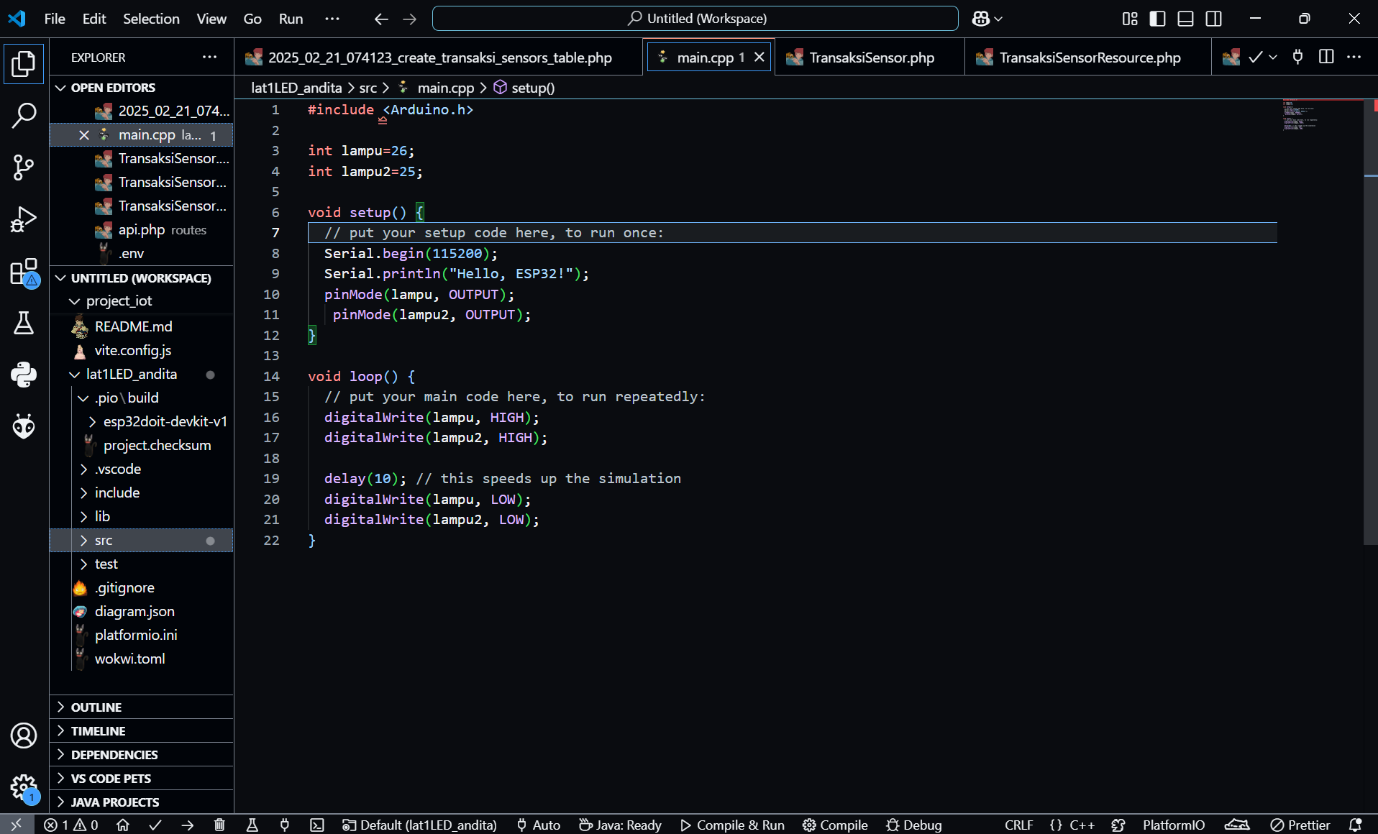 File Edit Selection View Go Run ··· Untitled (Workspace)
EXPLORER ···
OPEN EDITORS
2025_02_21_074...
main.cpp la... 1
TransaksiSensor....
TransaksiSensor...
TransaksiSensor...
api.php routes
.env
UNTITLED (WORKSPACE)
project_iot
README.md
vite.config.js
lat1LED_andita
.pio\build
esp32doit-devkit-v1
project.checksum
.vscode
include
lib
src
test
.gitignore
diagram.json
platformio.ini
wokwi.toml
OUTLINE
TIMELINE
DEPENDENCIES
VS CODE PETS
JAVA PROJECTS
1
2025_02_21_074123_create_transaksi_sensors_table.php main.cpp 1 TransaksiSensor.php TransaksiSensorResource.php ···
lat1LED_andita > src > main.cpp > setup()
1 #include <Arduino.h>
2
3 int lampu=26;
4 int lampu2=25;
5
6 void setup() {
7 // put your setup code here, to run once:
8 Serial.begin(115200);
9 Serial.println("Hello, ESP32!");
10 pinMode(lampu, OUTPUT);
11 pinMode(lampu2, OUTPUT);
12 }
13
14 void loop() {
15 // put your main code here, to run repeatedly:
16 digitalWrite(lampu, HIGH);
17 digitalWrite(lampu2, HIGH);
18
19 delay(10); // this speeds up the simulation
20 digitalWrite(lampu, LOW);
21 digitalWrite(lampu2, LOW);
22 }
1 0 Default (lat1LED_andita) Auto Java: Ready Compile & Run Compile Debug CRLF {} C++ PlatformIO Prettier